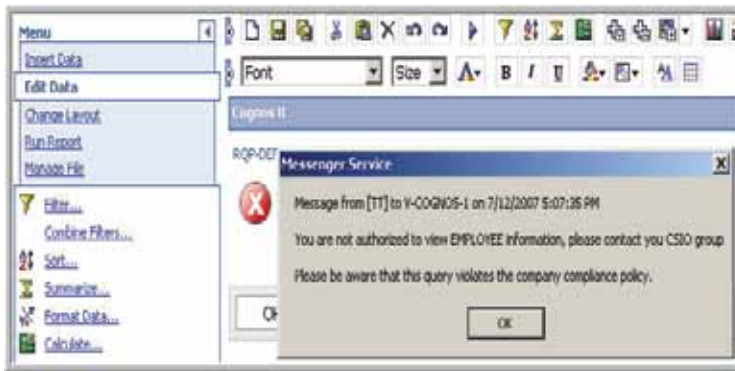 Menu
Insert Data
Edit Data
Change Layout
Run Report
Manage File
Filter...
Combine Filters...
Sort...
Summarize...
Format Data...
Calculate...
Font
Size
A
B I U
Cognos 8
RQP-DEF
Messenger Service
Message from [TT] to V-COGNOS-1 on 7/12/2007 5:07:35 PM
You are not authorized to view EMPLOYEE information, please contact you CSIO group
Please be aware that this query violates the company compliance policy.
OK